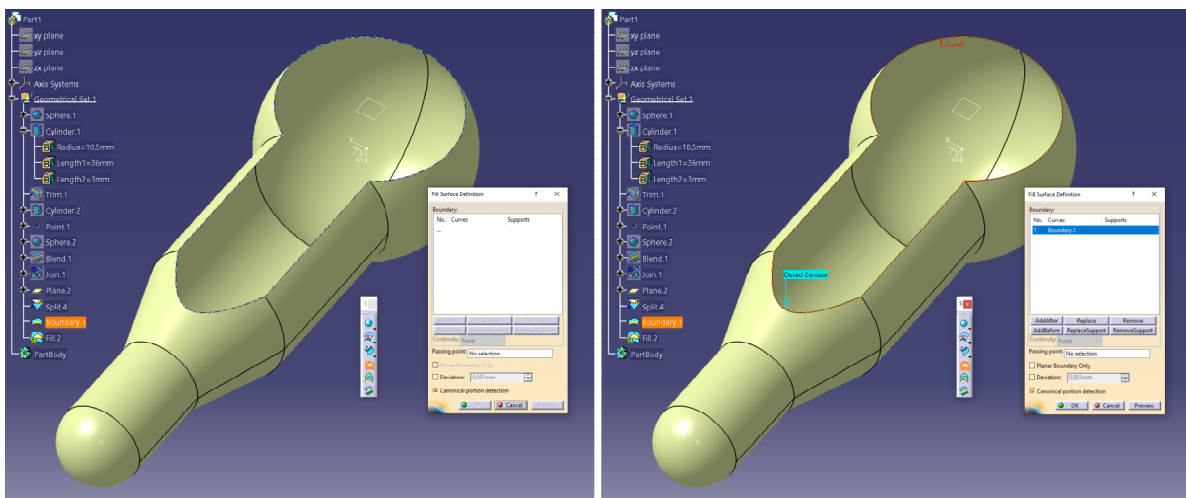 Part1
xy plane
yz plane
zx plane
Axis Systems
Geometrical Set.1
Sphere.1
Cylinder.1
Radius=10,5mm
Length1=36mm
Length2=3mm
Trim.1
Cylinder.2
Point.1
Sphere.2
Blend.1
Join.1
Plane.2
Split.4
Boundary.1
Fill.2
PartBody
Fill Surface Definition ? ×
Boundary:
No. Curves Supports
...
AddAfter Replace
AddBefore ReplaceSupport RemoveSupport
Continuity: Point
Passing point: No selection
Planar Boundary Only
Deviation: 0,001mm
Canonical portion detection
OK Cancel Preview
Part1
xy plane
yz plane
zx plane
Axis Systems
Geometrical Set.1
Sphere.1
Cylinder.1
Radius=10,5mm
Length1=36mm
Length2=3mm
Trim.1
Cylinder.2
Point.1
Sphere.2
Blend.1
Join.1
Plane.2
Split.4
Boundary.1
Fill.2
PartBody
Closed Contour
Fill Surface Definition ? ×
Boundary:
No. Curves Supports
1 Boundary.1
AddAfter Replace Remove
AddBefore ReplaceSupport RemoveSupport
Continuity: Point
Passing point: No selection
Planar Boundary Only
Deviation: 0,001mm
Canonical portion detection
OK Cancel Preview